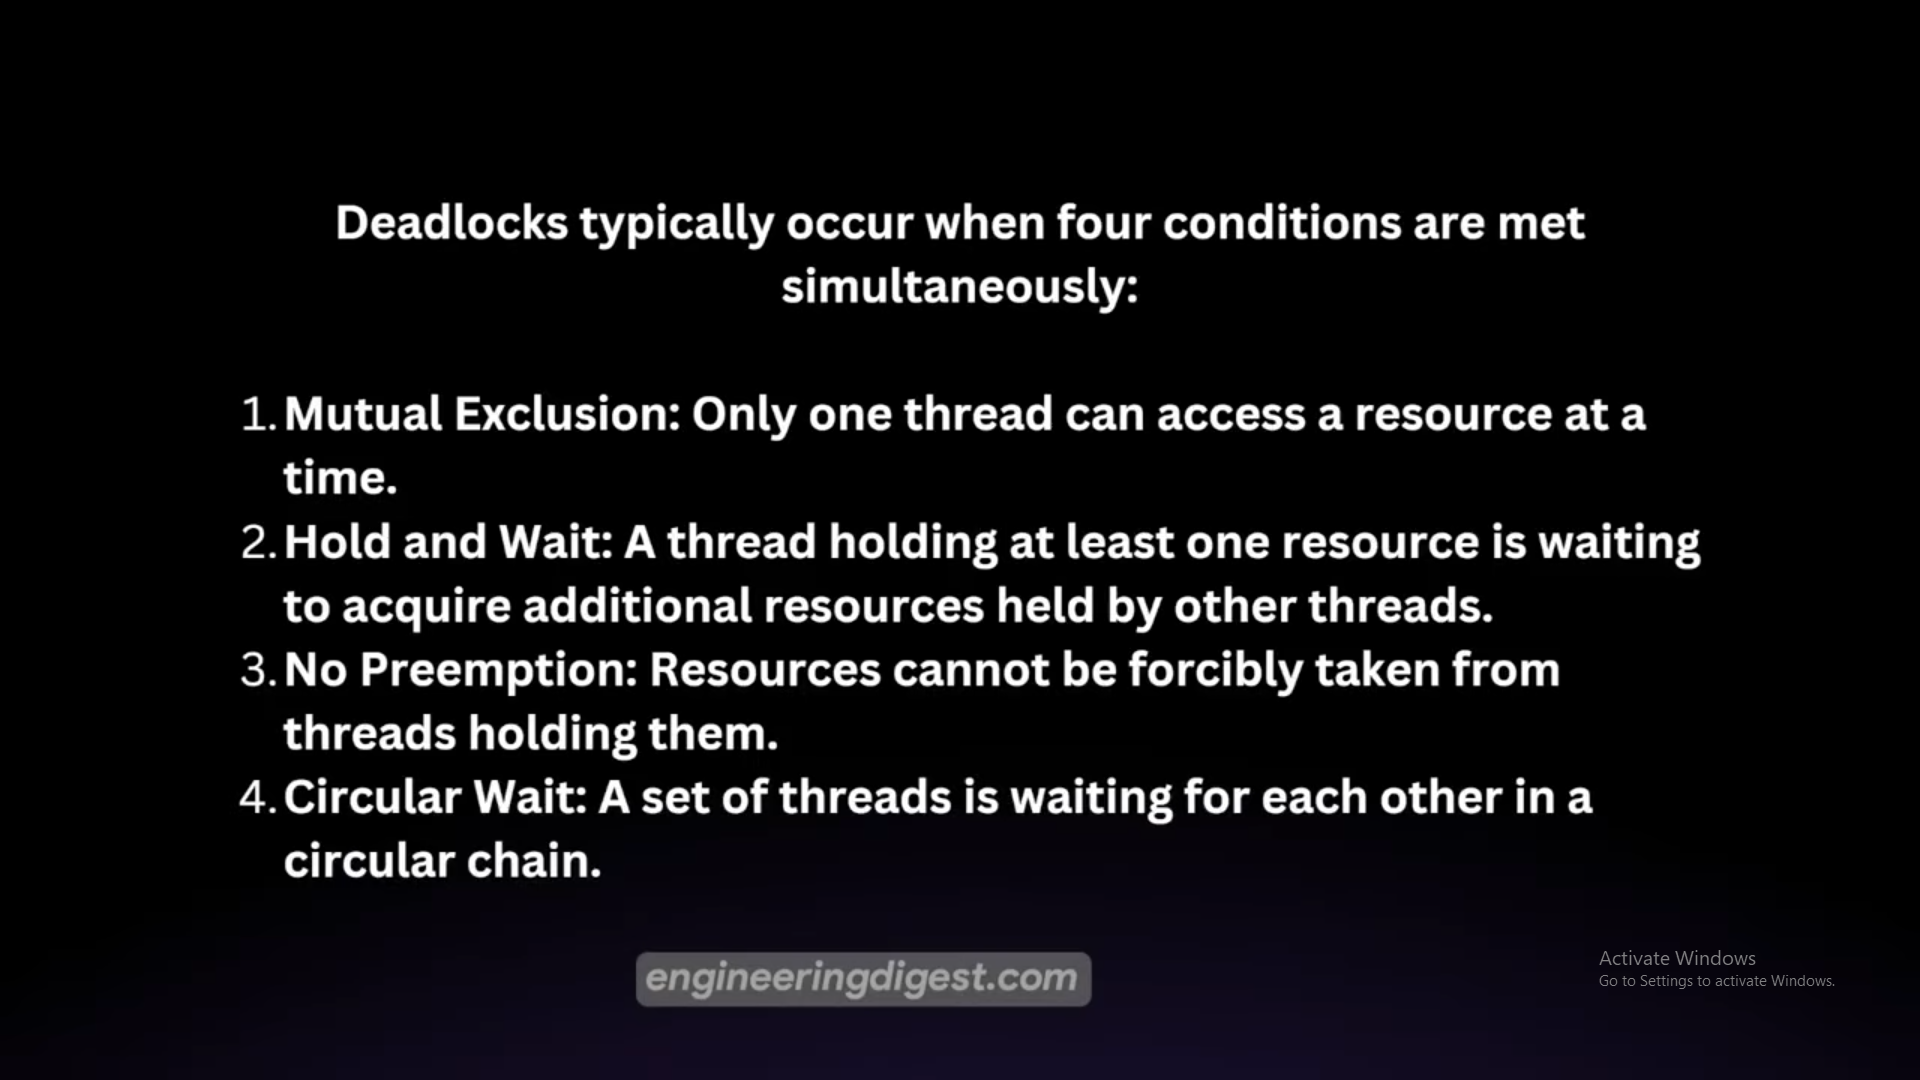 Deadlocks typically occur when four conditions are met
simultaneously:
1. Mutual Exclusion: Only one thread can access a resource at a
time.
2. Hold and Wait: A thread holding at least one resource is waiting
to acquire additional resources held by other threads.
3. No Preemption: Resources cannot be forcibly taken from
threads holding them.
4. Circular Wait: A set of threads is waiting for each other in a
circular chain.
engineeringdigest.com
Activate Windows
Go to Settings to activate Windows.